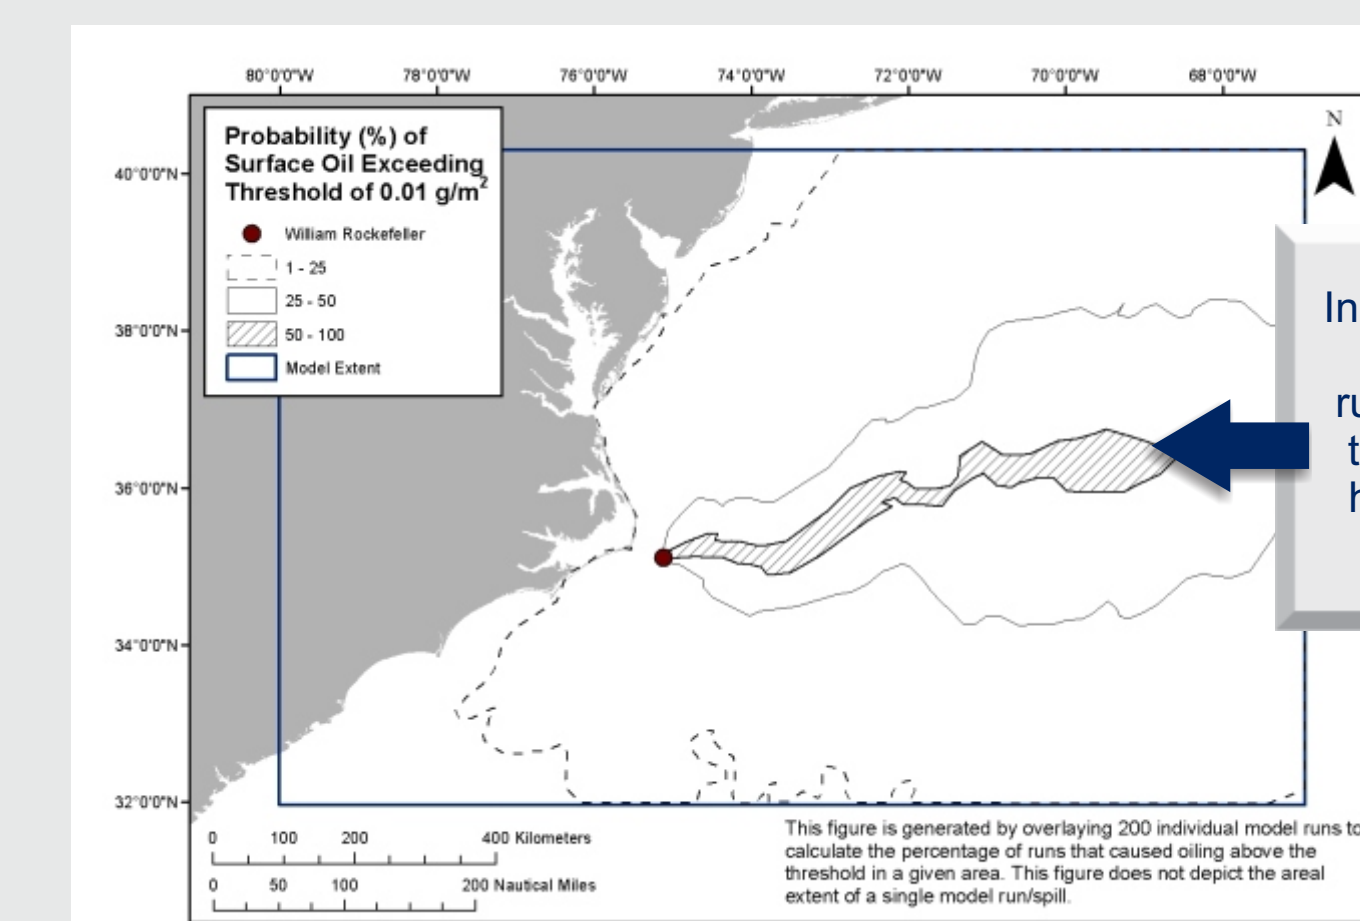 80°0'0"W 78°0'0"W 76°0'0"W 74°0'0"W 72°0'0"W 70°0'0"W 68°0'0"W
N
Probability (%) of
Surface Oil Exceeding
Threshold of 0.01 g/m²
William Rockefeller
1 - 25
25 - 50
50 - 100
Model Extent
40°0'0"N
38°0'0"N
36°0'0"N
34°0'0"N
32°0'0"N
In
0 100 200 400 Kilometers
0 50 100 200 Nautical Miles
This figure is generated by overlaying 200 individual model runs to
calculate the percentage of runs that caused oiling above the
threshold in a given area. This figure does not depict the areal
extent of a single model run/spill.